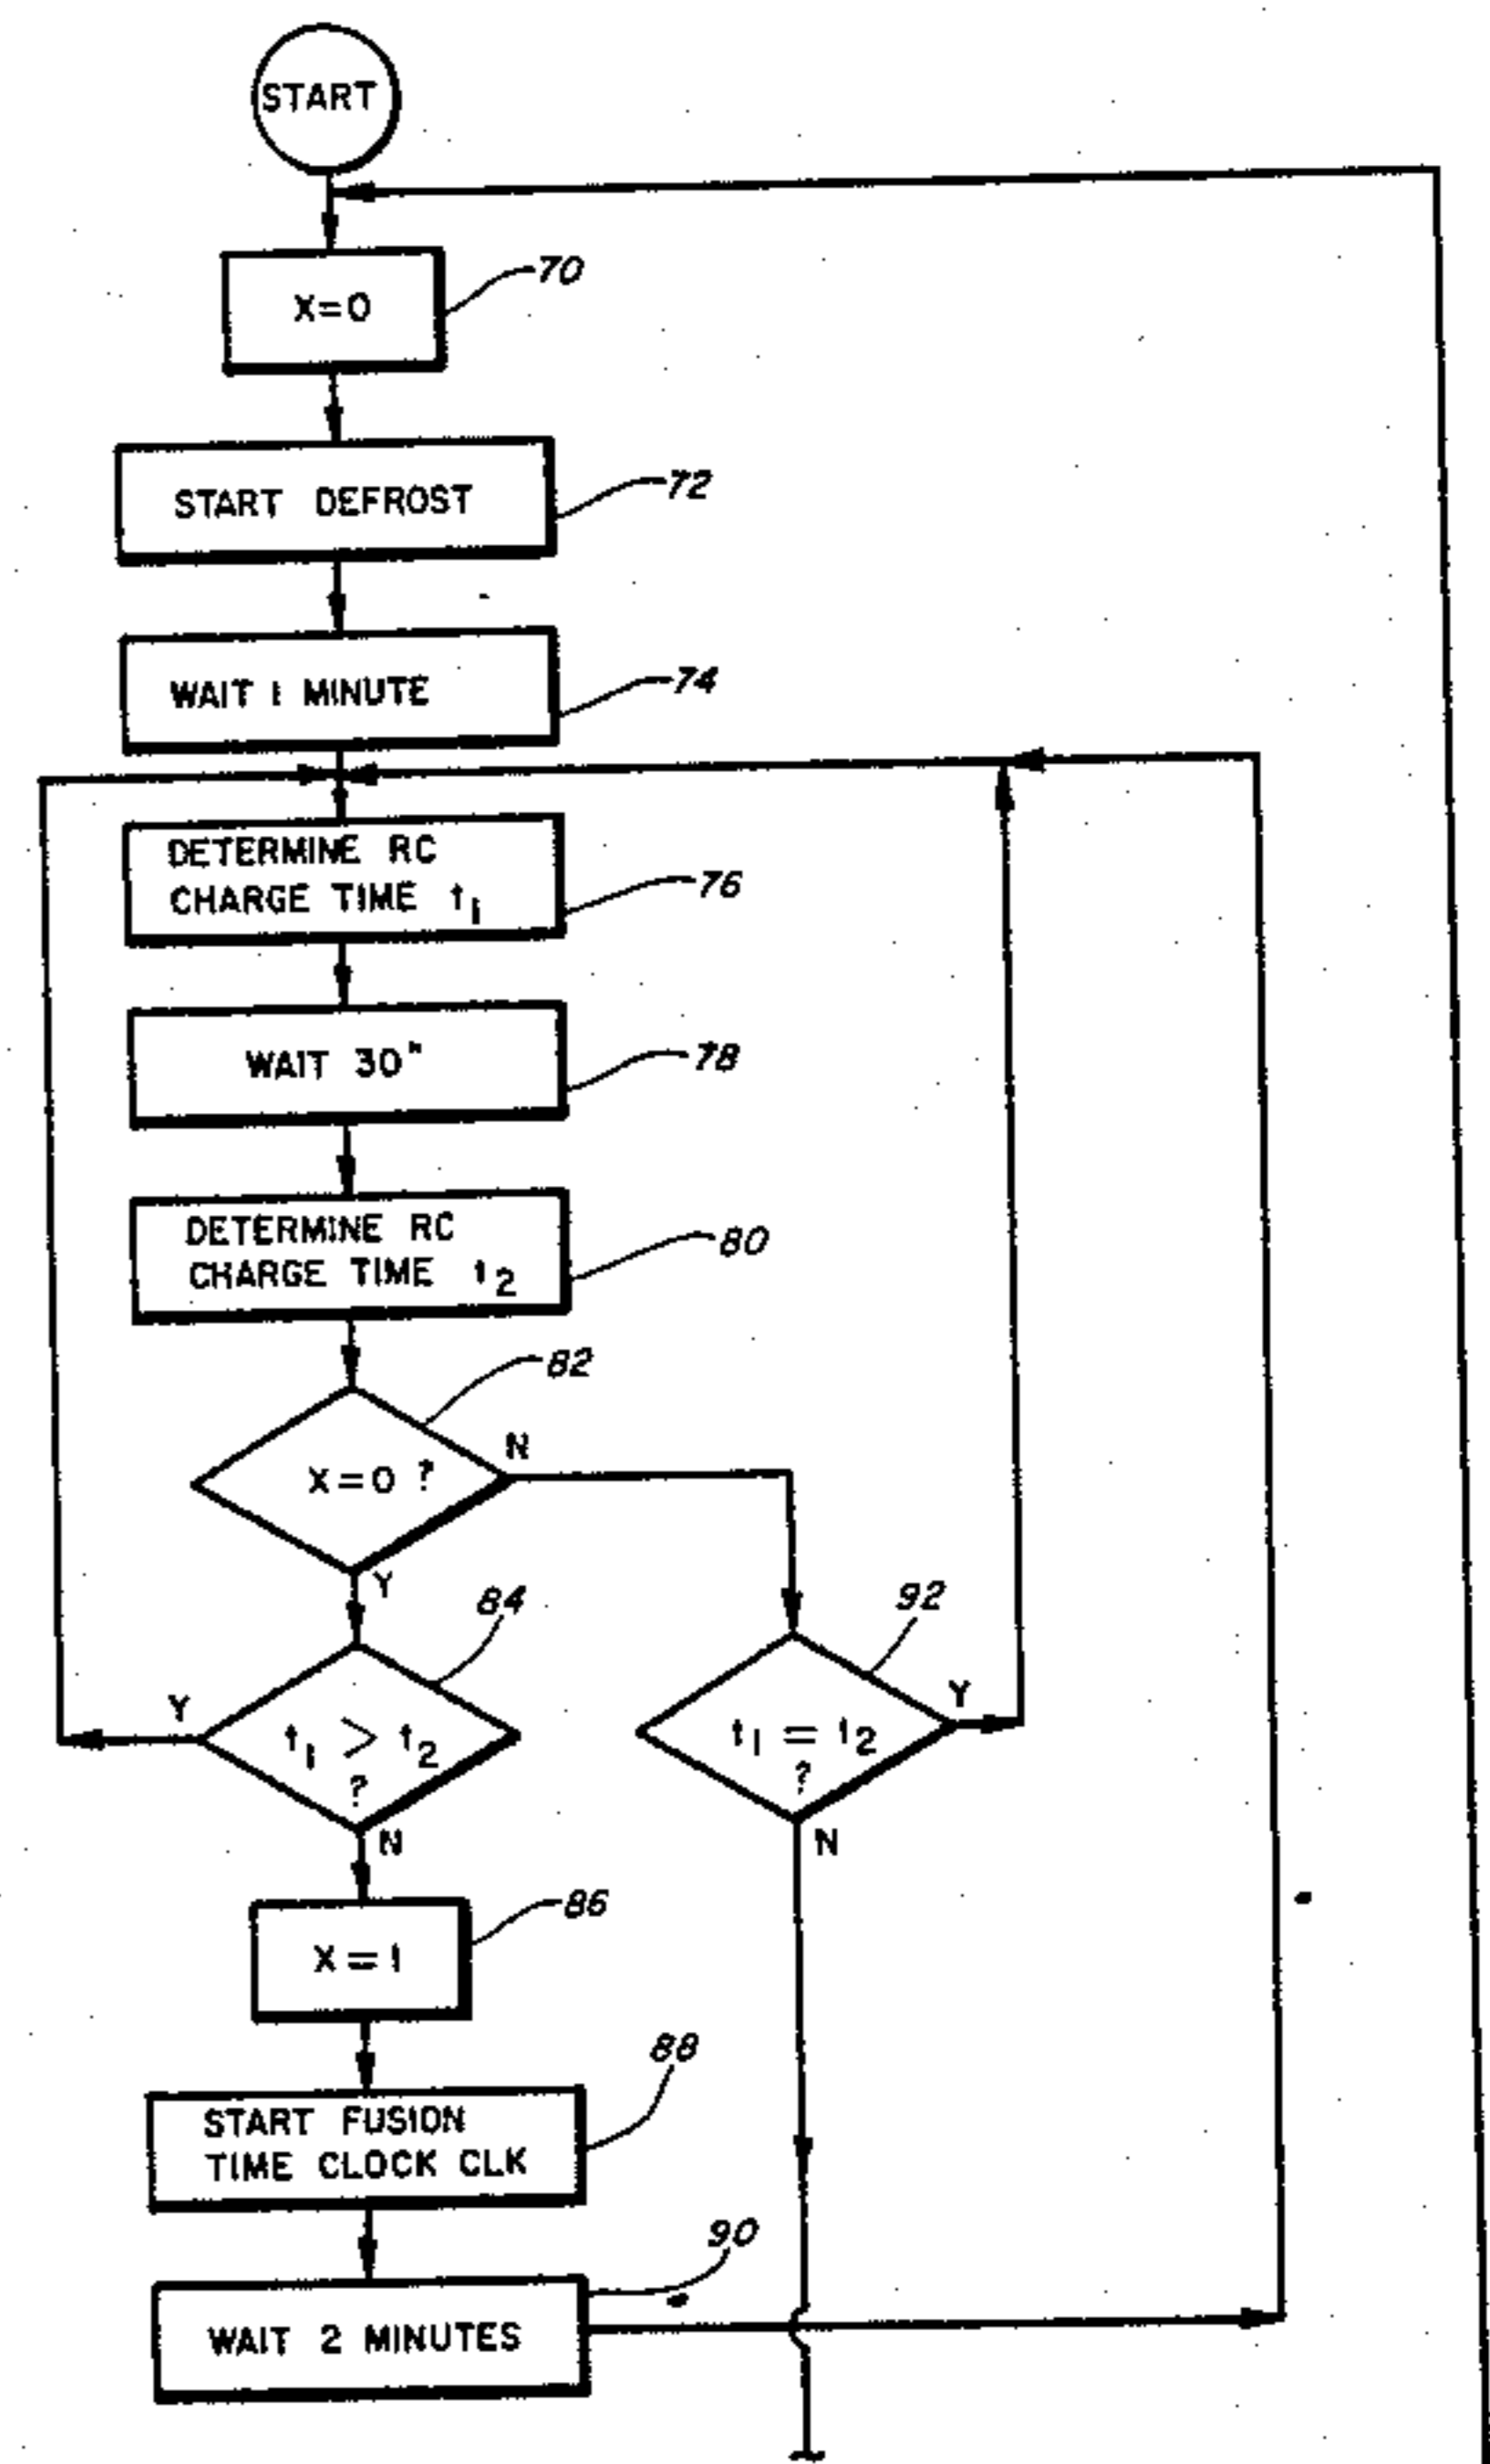 START
X=0
70
START DEFROST
72
WAIT 1 MINUTE
74
DETERMINE RC
CHARGE TIME t1
76
WAIT 30"
78
DETERMINE RC
CHARGE TIME t2
80
82
X=0 ?
N
Y
84
92
Y
t1 > t2
?
N
Y
t1 = t2
?
N
86
X=1
88
START FUSION
TIME CLOCK CLK
90
WAIT 2 MINUTES